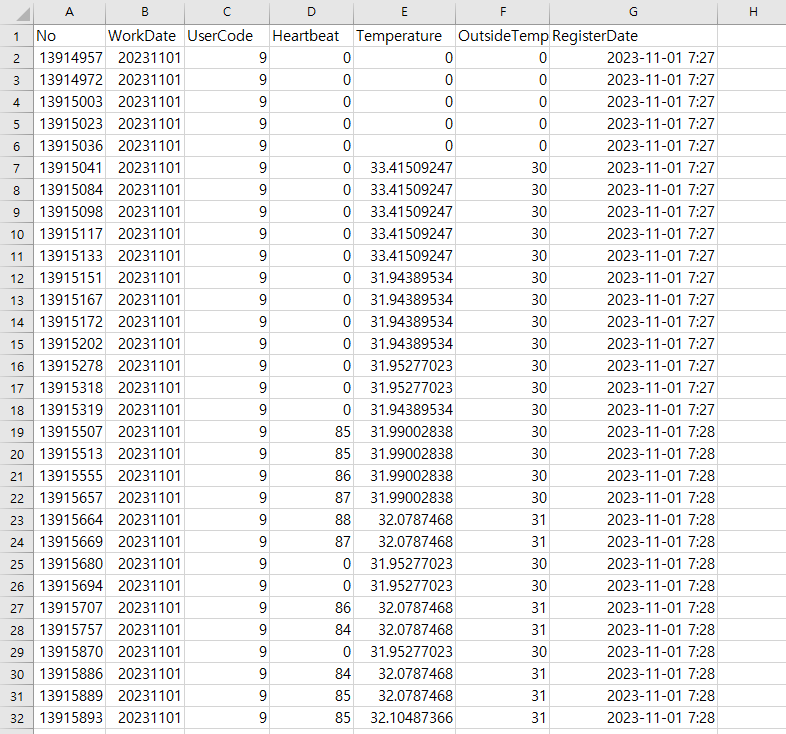 A B C D E F G H
1 No WorkDate UserCode Heartbeat Temperature OutsideTemp RegisterDate
2 13914957 20231101 9 0 0 0 2023-11-01 7:27
3 13914972 20231101 9 0 0 0 2023-11-01 7:27
4 13915003 20231101 9 0 0 0 2023-11-01 7:27
5 13915023 20231101 9 0 0 0 2023-11-01 7:27
6 13915036 20231101 9 0 0 0 2023-11-01 7:27
7 13915041 20231101 9 0 33.41509247 30 2023-11-01 7:27
8 13915084 20231101 9 0 33.41509247 30 2023-11-01 7:27
9 13915098 20231101 9 0 33.41509247 30 2023-11-01 7:27
10 13915117 20231101 9 0 33.41509247 30 2023-11-01 7:27
11 13915133 20231101 9 0 33.41509247 30 2023-11-01 7:27
12 13915151 20231101 9 0 31.94389534 30 2023-11-01 7:27
13 13915167 20231101 9 0 31.94389534 30 2023-11-01 7:27
14 13915172 20231101 9 0 31.94389534 30 2023-11-01 7:27
15 13915202 20231101 9 0 31.94389534 30 2023-11-01 7:27
16 13915278 20231101 9 0 31.95277023 30 2023-11-01 7:27
17 13915318 20231101 9 0 31.95277023 30 2023-11-01 7:27
18 13915319 20231101 9 0 31.94389534 30 2023-11-01 7:27
19 13915507 20231101 9 85 31.99002838 30 2023-11-01 7:28
20 13915513 20231101 9 85 31.99002838 30 2023-11-01 7:28
21 13915555 20231101 9 86 31.99002838 30 2023-11-01 7:28
22 13915657 20231101 9 87 31.99002838 30 2023-11-01 7:28
23 13915664 20231101 9 88 32.0787468 31 2023-11-01 7:28
24 13915669 20231101 9 87 32.0787468 31 2023-11-01 7:28
25 13915680 20231101 9 0 31.95277023 30 2023-11-01 7:28
26 13915694 20231101 9 0 31.95277023 30 2023-11-01 7:28
27 13915707 20231101 9 86 32.0787468 31 2023-11-01 7:28
28 13915757 20231101 9 84 32.0787468 31 2023-11-01 7:28
29 13915870 20231101 9 0 31.95277023 30 2023-11-01 7:28
30 13915886 20231101 9 84 32.0787468 31 2023-11-01 7:28
31 13915889 20231101 9 85 32.0787468 31 2023-11-01 7:28
32 13915893 20231101 9 85 32.10487366 31 2023-11-01 7:28